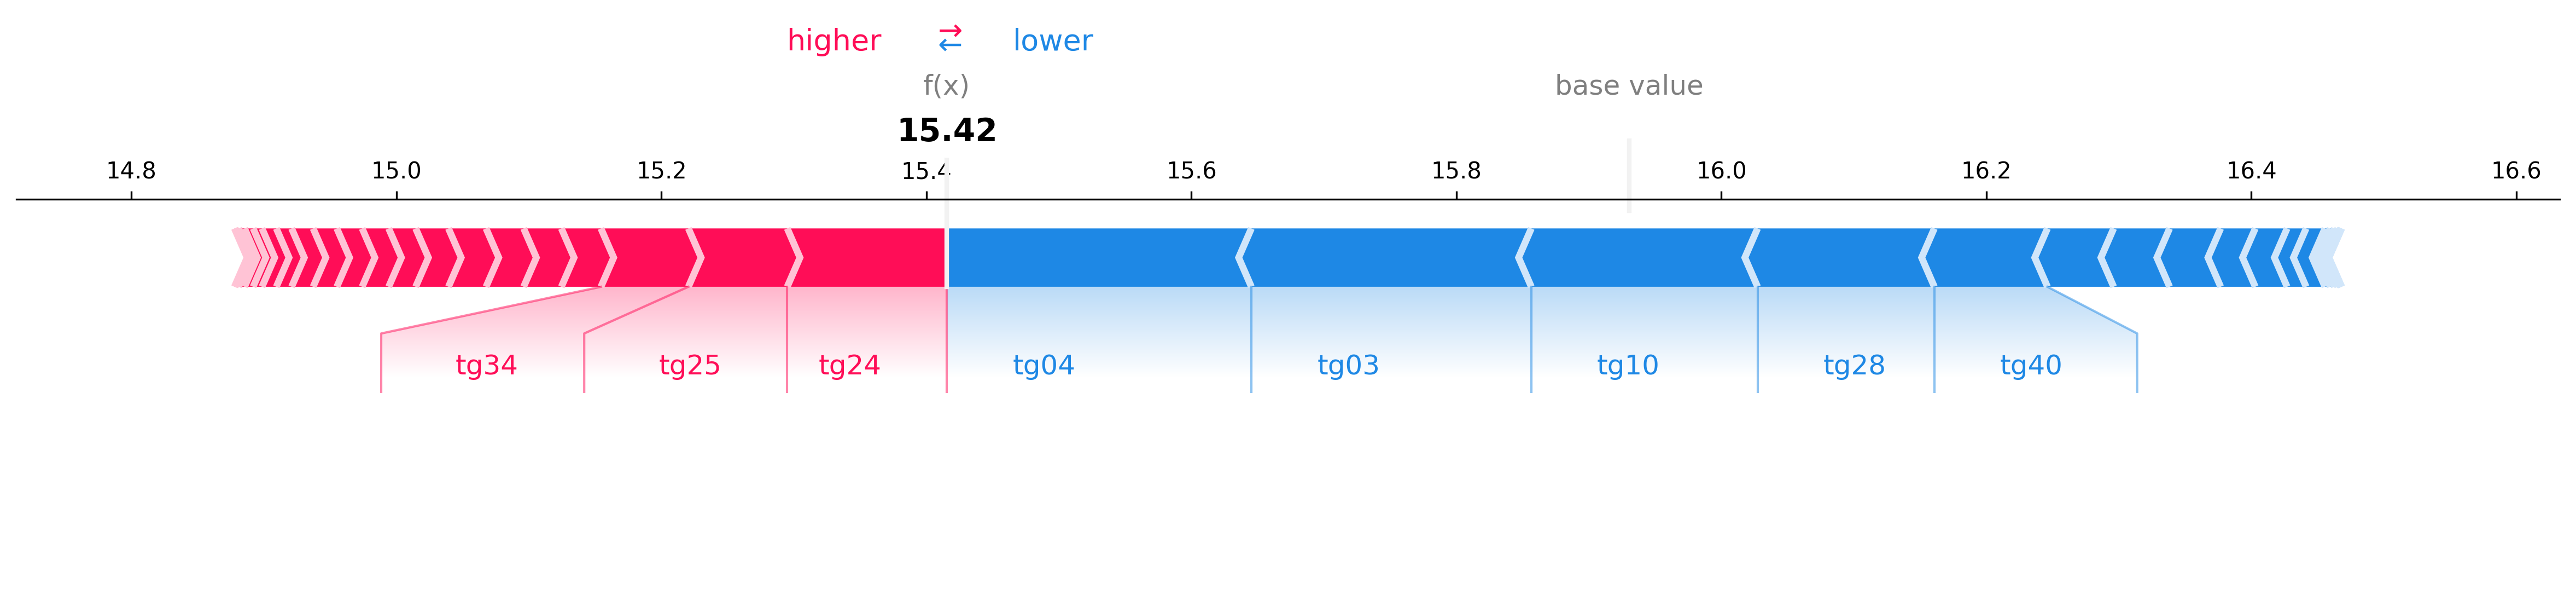 higher ⇄ lower
f(x) base value
15.42
14.8 15.0 15.2 15.4 15.6 15.8 16.0 16.2 16.4 16.6
tg34 tg25 tg24 tg04 tg03 tg10 tg28 tg40